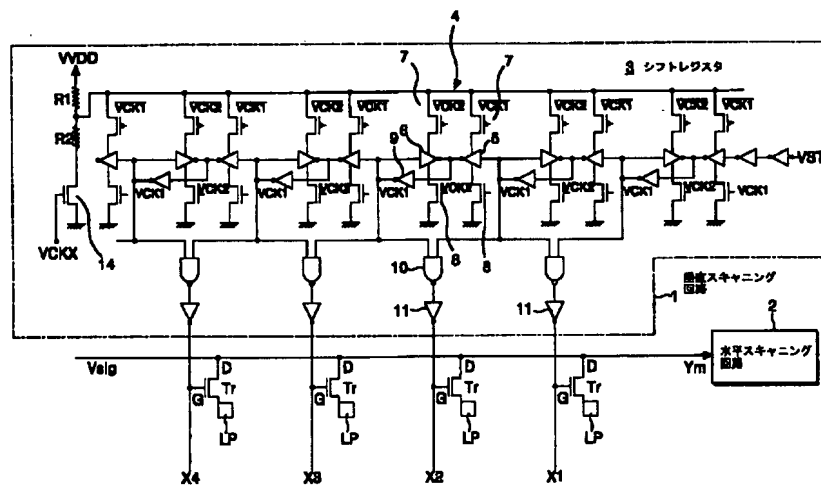 4
3 シフトレジスタ
VVDD
R1
R2
VCK1 VCK2 VCK1 VCK2 VCK1 VCK2 VCK1 VCK2 VCK1 VCK2 VCK1
7 7
6 9 5
VST
VCK1 VCK2 VCK1 VCK2 VCK1 VCK2 VCK1 VCK2 VCK1 VCK2 VCK1
VCKX
14
8 8
10
11 11
垂直スキャニング
回路
1
2
水平スキャニング
回路
Vsig
Ym
D D D D
Tr Tr Tr Tr
G G G G
LP LP LP LP
X4 X3 X2 X1